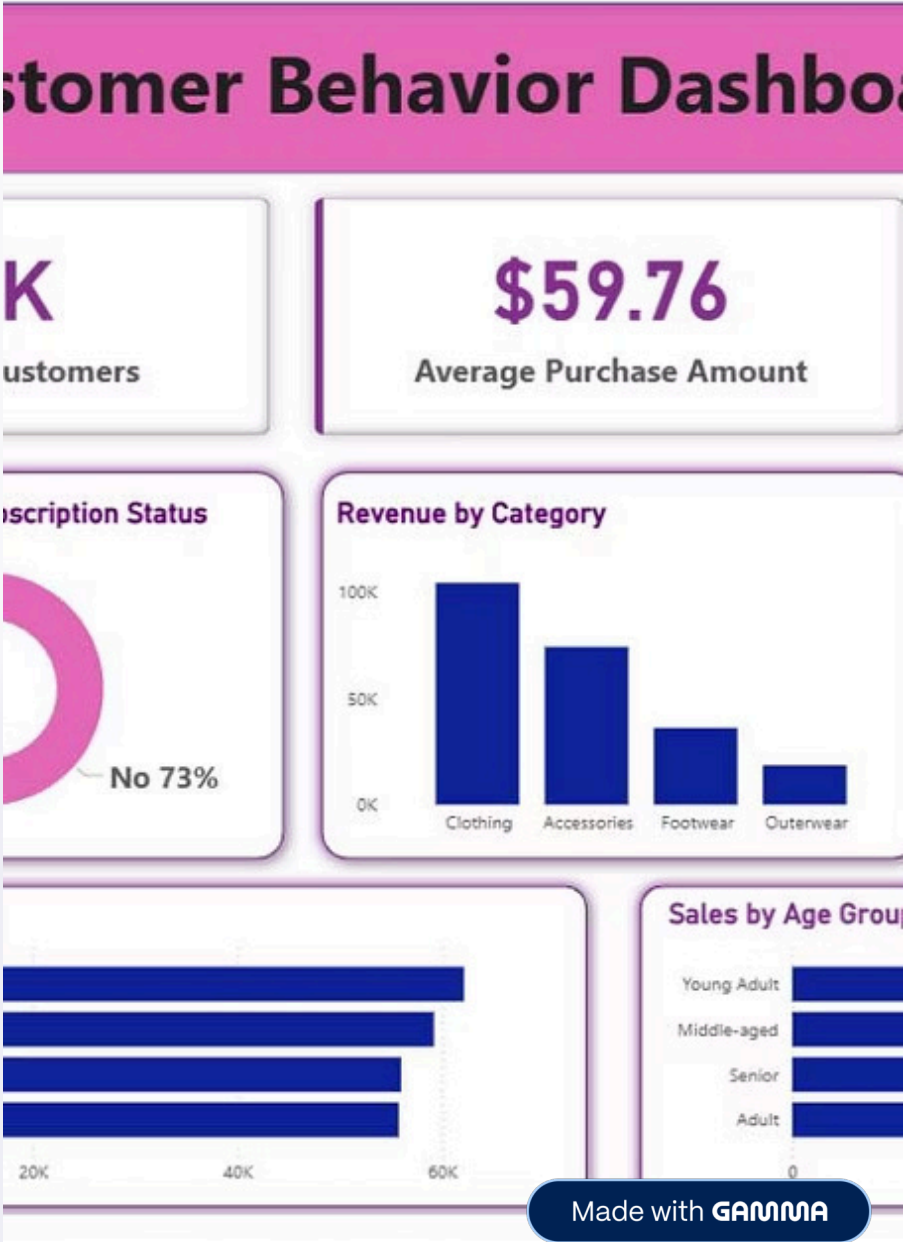 stomer Behavior Dashboa
K
ustomers
$59.76
Average Purchase Amount
scription Status
No 73%
Revenue by Category
100K
50K
0K
Clothing Accessories Footwear Outerwear
20K 40K 60K
Sales by Age Group
Young Adult
Middle-aged
Senior
Adult
0
Made with GAMMA